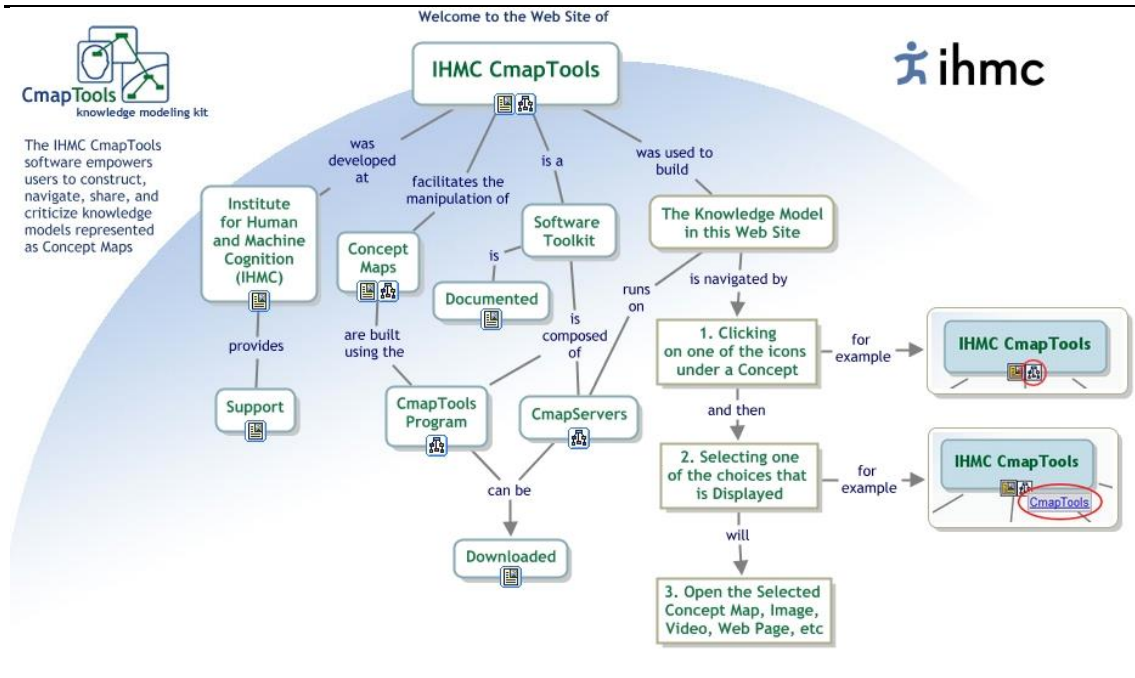 Welcome to the Web Site of
IHMC CmapTools
ihmc
CmapTools
knowledge modeling kit
The IHMC CmapTools
software empowers
users to construct,
navigate, share, and
criticize knowledge
models represented
as Concept Maps
was
developed
at
facilitates the
manipulation of
is a
was used to
build
Institute
for Human
and Machine
Cognition
(IHMC)
Concept
Maps
Software
Toolkit
The Knowledge Model
in this Web Site
is
Documented
runs
on
is navigated by
provides
are built
using the
is
composed
of
1. Clicking
on one of the icons
under a Concept
for
example
IHMC CmapTools
Support
CmapTools
Program
CmapServers
and then
2. Selecting one
of the choices that
is Displayed
for
example
IHMC CmapTools
CmapTools
can be
will
Downloaded
3. Open the Selected
Concept Map, Image,
Video, Web Page, etc